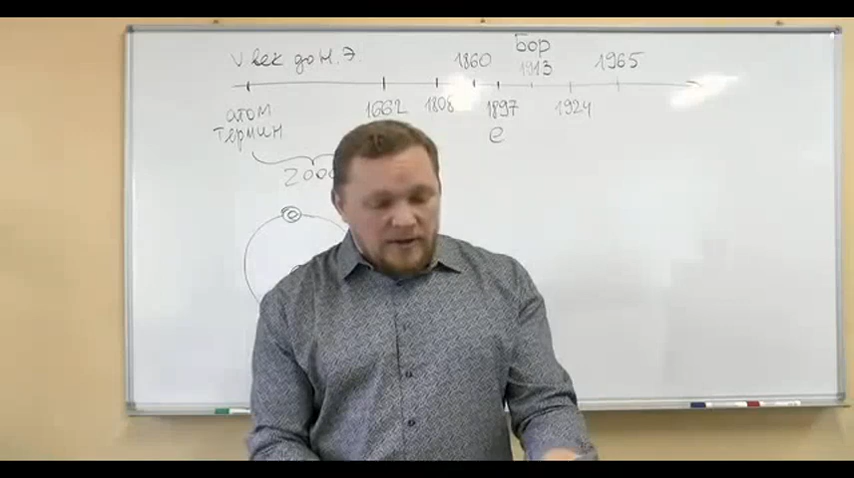 V век до н.э.
1860
Бор
1913
1965
атом
термин
1662
1808
1897
e
1924
2000